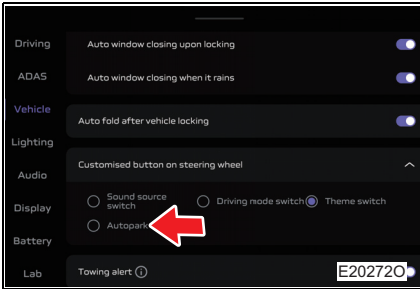 Driving
Auto window closing upon locking
ADAS
Auto window closing when it rains
Vehicle
Auto fold after vehicle locking
Lighting
Customised button on steering wheel
Audio
Sound source
switch
Driving mode switch
Theme switch
Display
Autopark
Battery
Lab
Towing alert
E20272O